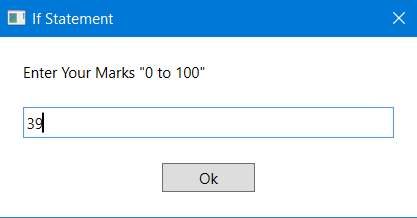 If Statement
Enter Your Marks "0 to 100"
39
Ok